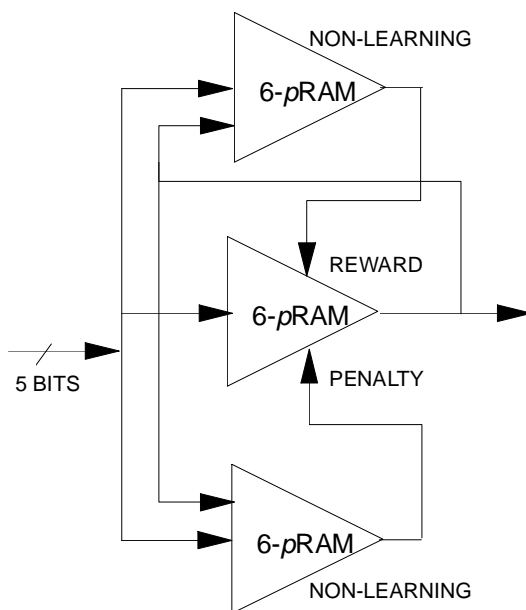 NON-LEARNING
6-pRAM
REWARD
6-pRAM
PENALTY
5 BITS
6-pRAM
NON-LEARNING